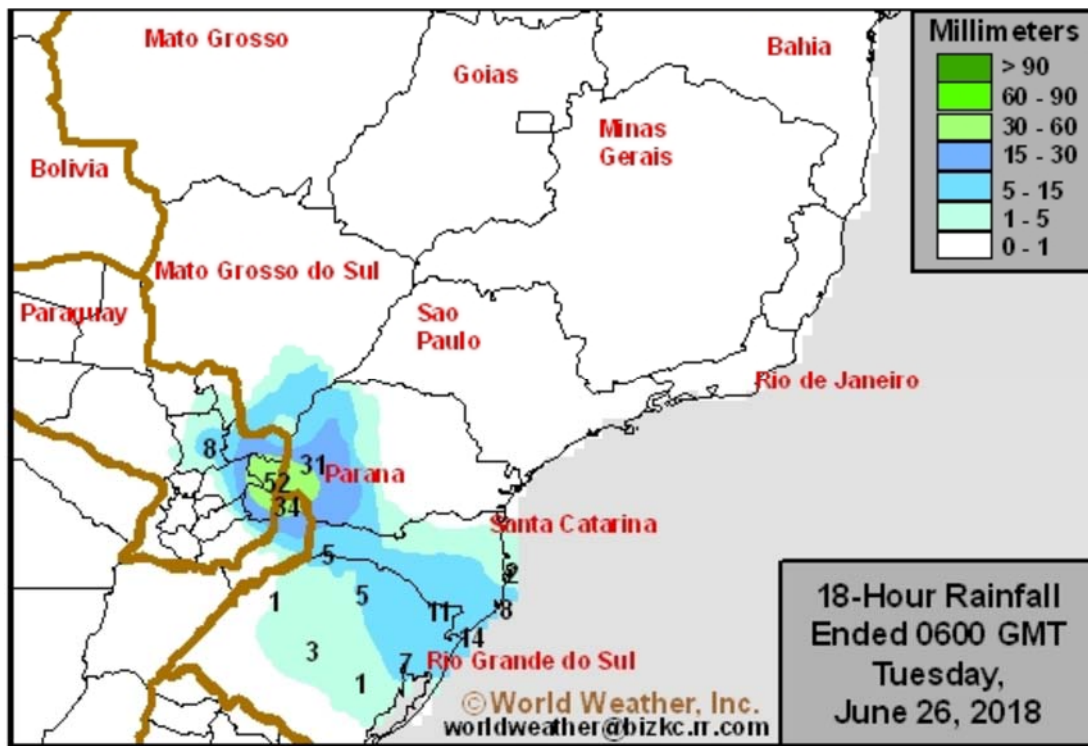 Mato Grosso
Goias
Bahia
Minas
Gerais
Bolivia
Mato Grosso do Sul
Paraguay
Sao
Paulo
Rio de Janeiro
8
31
Parana
52
34
Santa Catarina
5
2
1
5
11
8
14
3
7
Rio Grande do Sul
1
Millimeters
> 90
60 - 90
30 - 60
15 - 30
5 - 15
1 - 5
0 - 1
18-Hour Rainfall
Ended 0600 GMT
Tuesday,
June 26, 2018
©World Weather, Inc.
worldweather@bizkc.rr.com